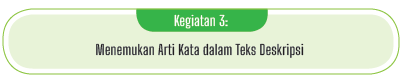 Kegiatan 3:
Menemukan Arti Kata dalam Teks Deskripsi